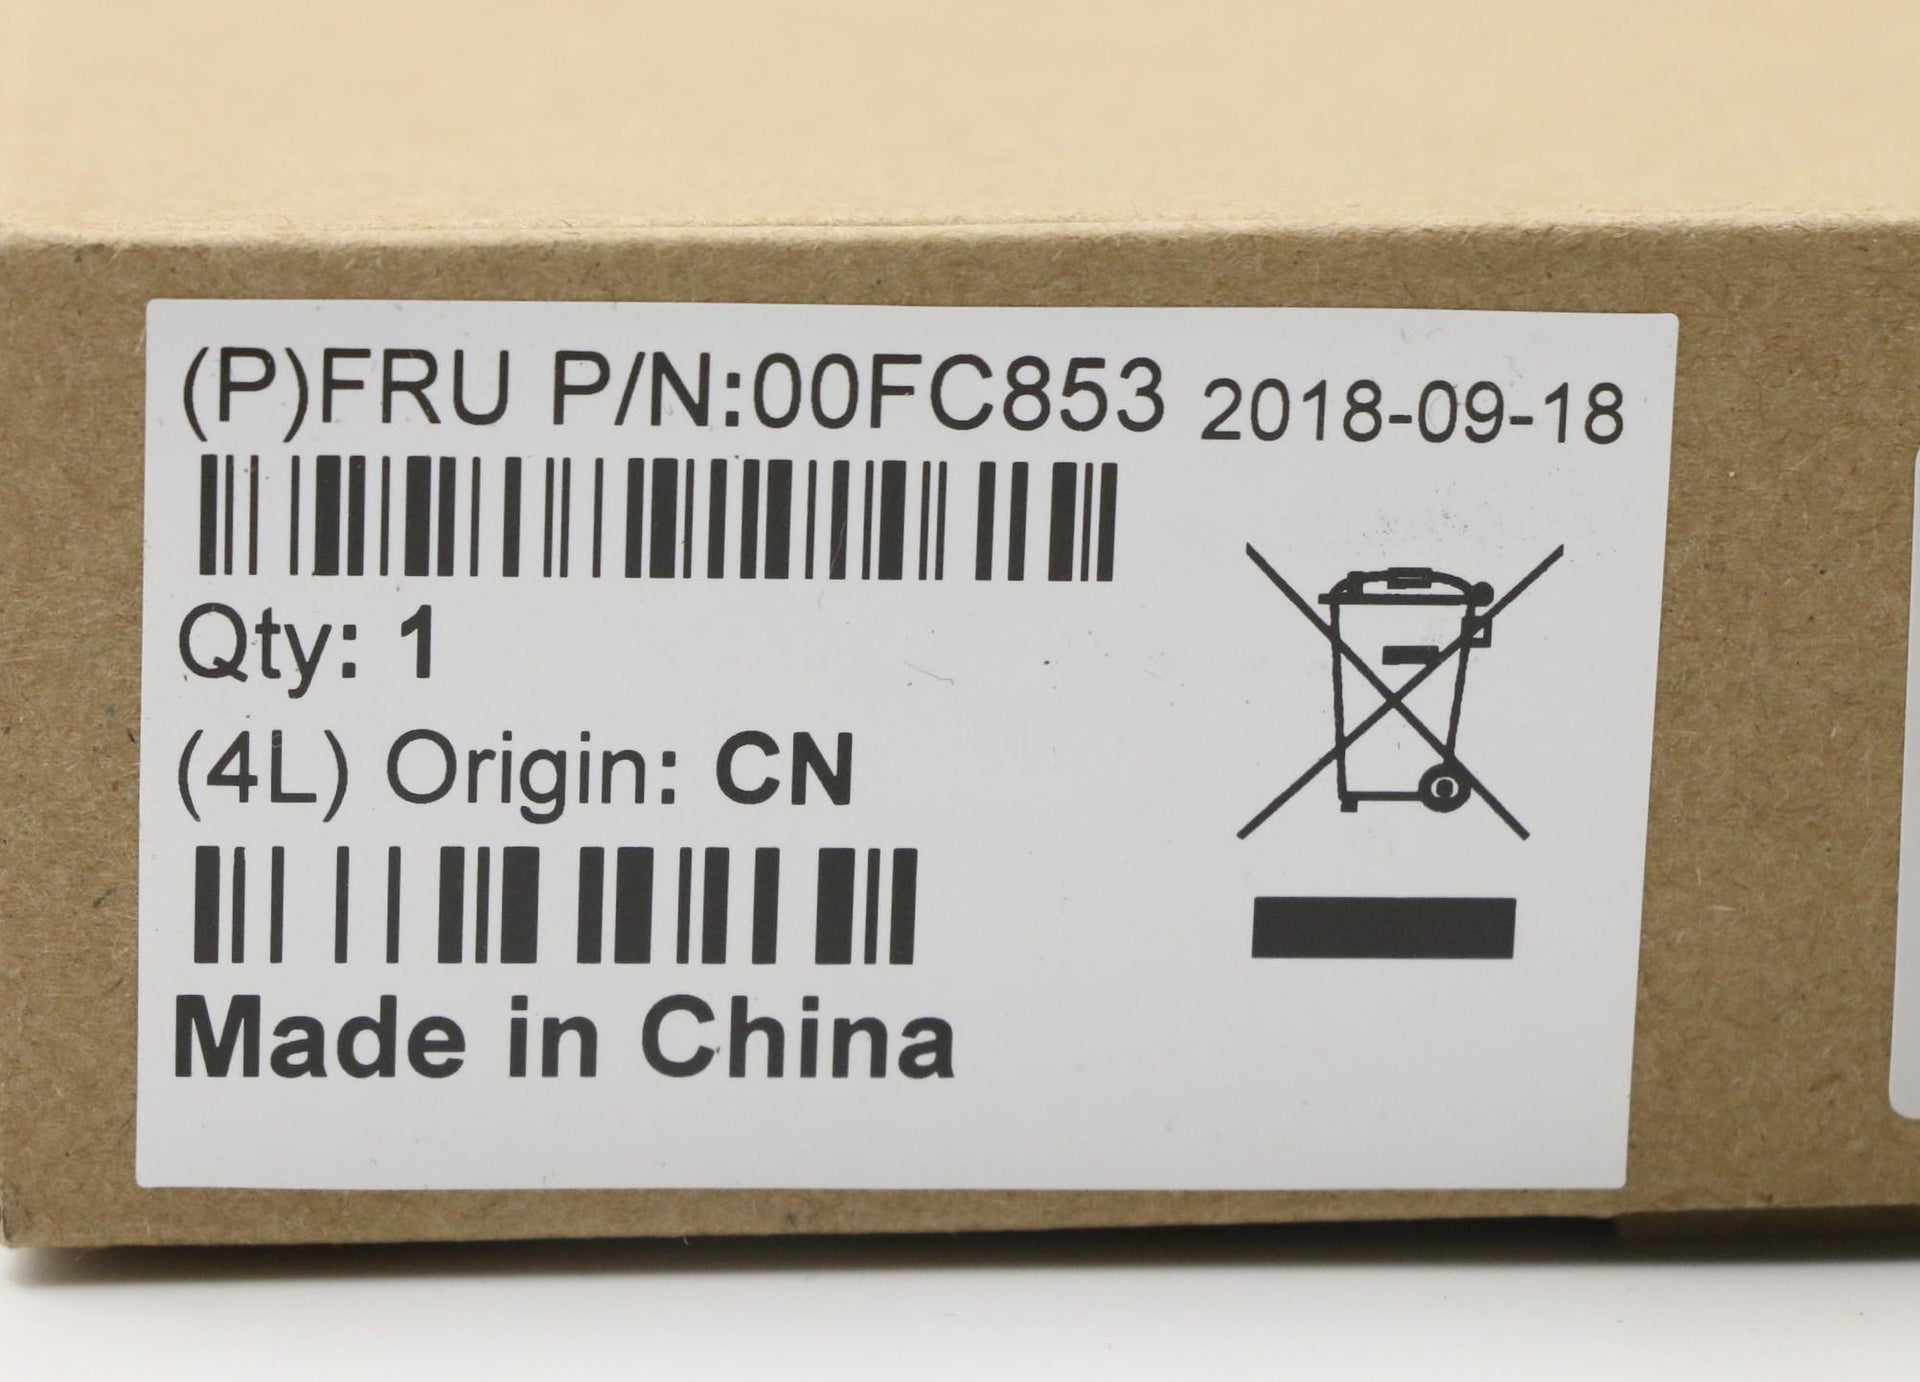 (P)FRU P/N:00FC853 2018-09-18
Qty: 1
(4L) Origin: CN
Made in China